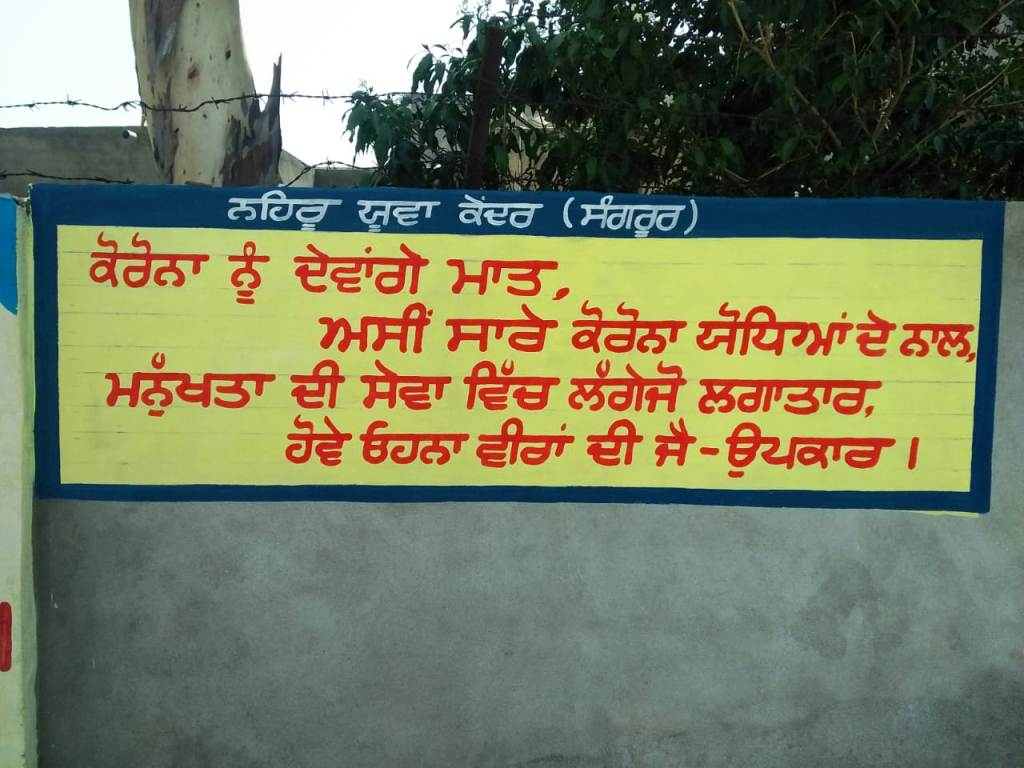 ਨਹਿਰੂ ਯੂਵਾ ਕੇਂਦਰ (ਸੰਗਰੂਰ)
ਕੋਰੋਨਾ ਨੂੰ ਦੇਵਾਂਗੇ ਮਾਤ,
ਅਸੀਂ ਸਾਰੇ ਕੋਰੋਨਾ ਯੋਧਿਆਂ ਦੇ ਨਾਲ,
ਮਨੁੱਖਤਾ ਦੀ ਸੇਵਾ ਵਿੱਚ ਲੱਗੇਜੋ ਲਗਾਤਾਰ,
ਹੋਵੇ ਓਹਨਾ ਵੀਰਾਂ ਦੀ ਜੈ-ਉਪਕਾਰ।